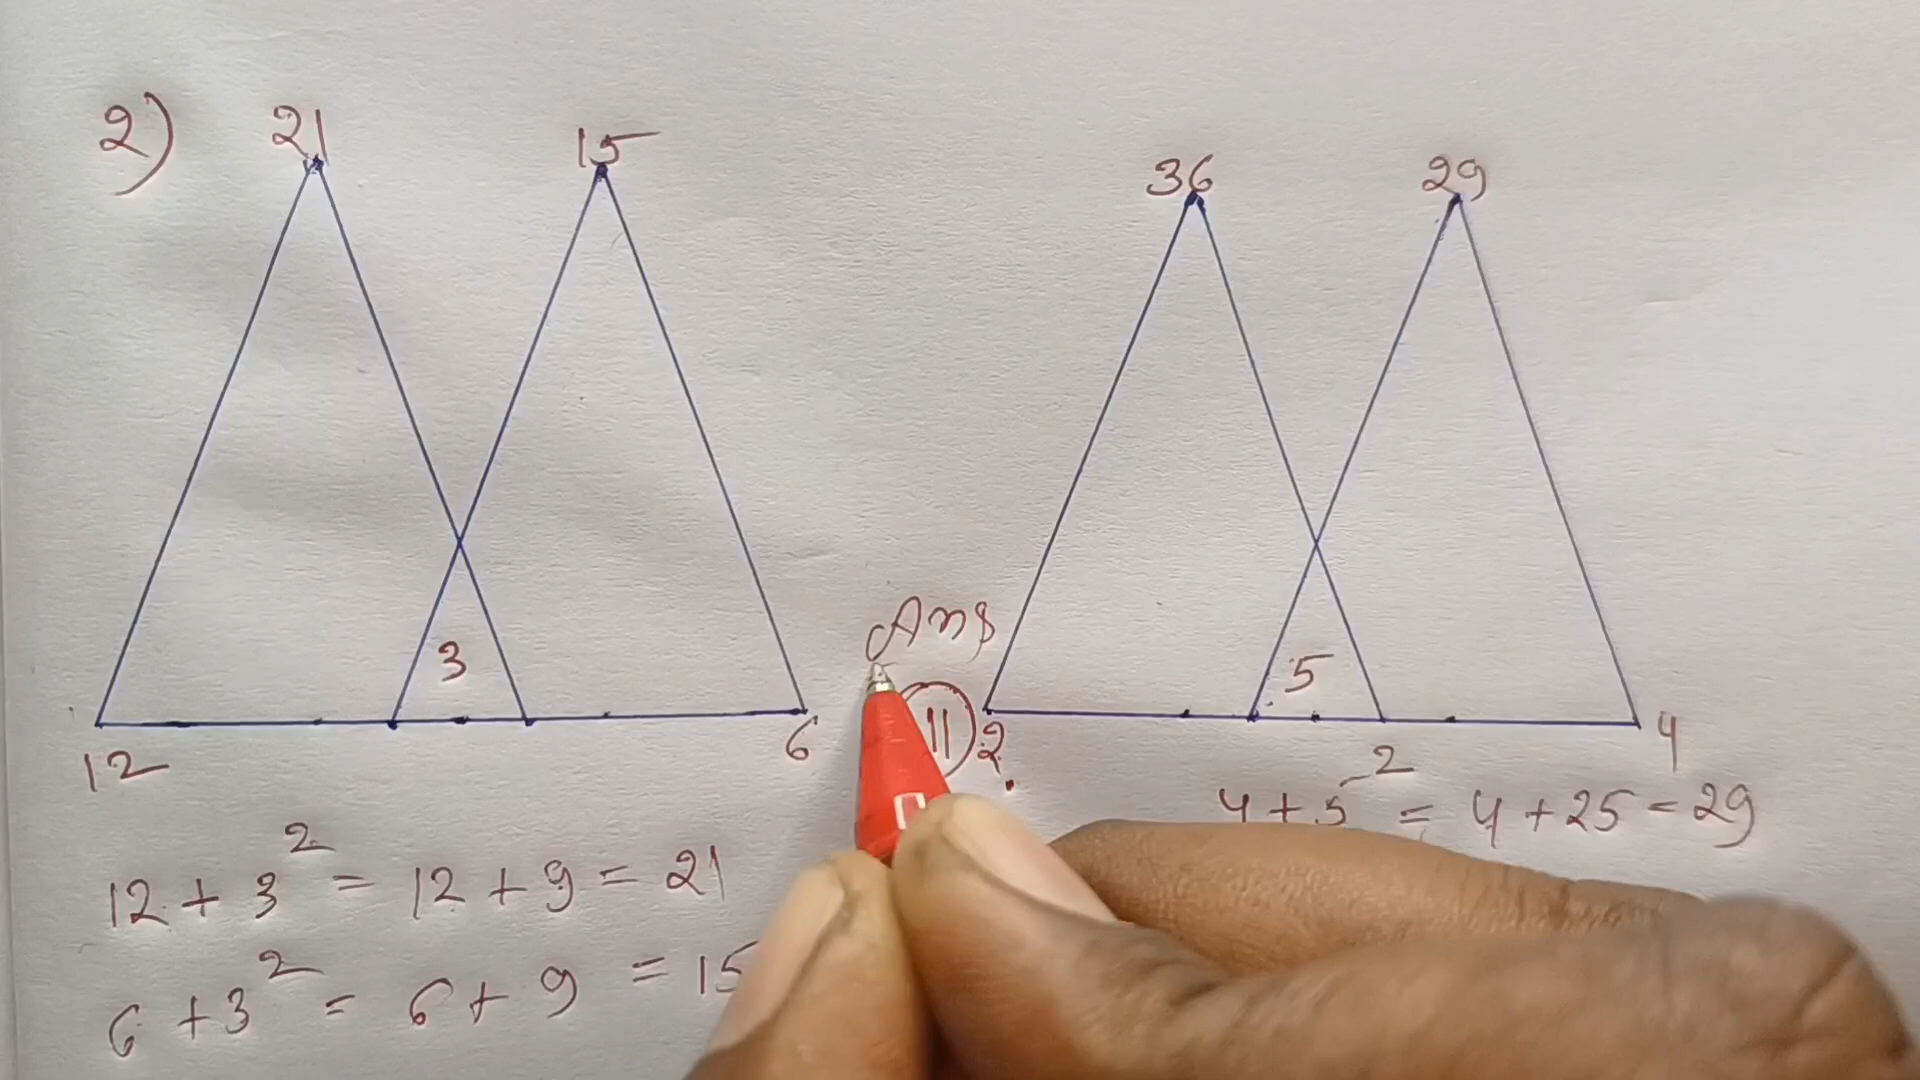 2) 21 15 36 29
3 Ans 5
12 6 11 2. 4
4 + 5² = 4 + 25 = 29
12 + 3² = 12 + 9 = 21
6 + 3² = 6 + 9 = 15